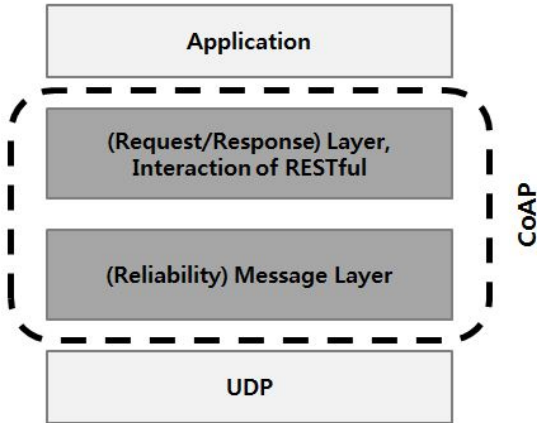 Application
(Request/Response) Layer,
Interaction of RESTful
CoAP
(Reliability) Message Layer
UDP